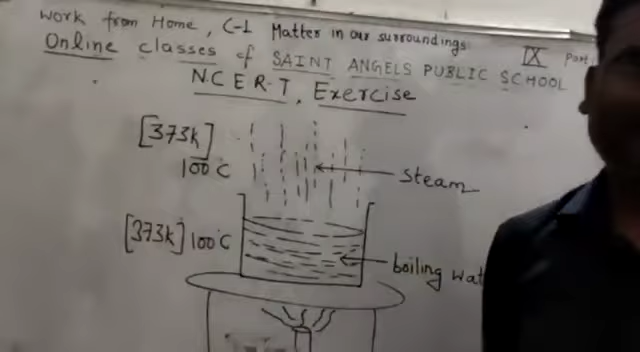 Work from Home, C-1 Matter in our surroundings
Online classes of SAINT ANGELS PUBLIC SCHOOL
IX Part
N.C.E.R.T, Exercise
[373K]
100°C
steam
[373K] 100°C
boiling wat